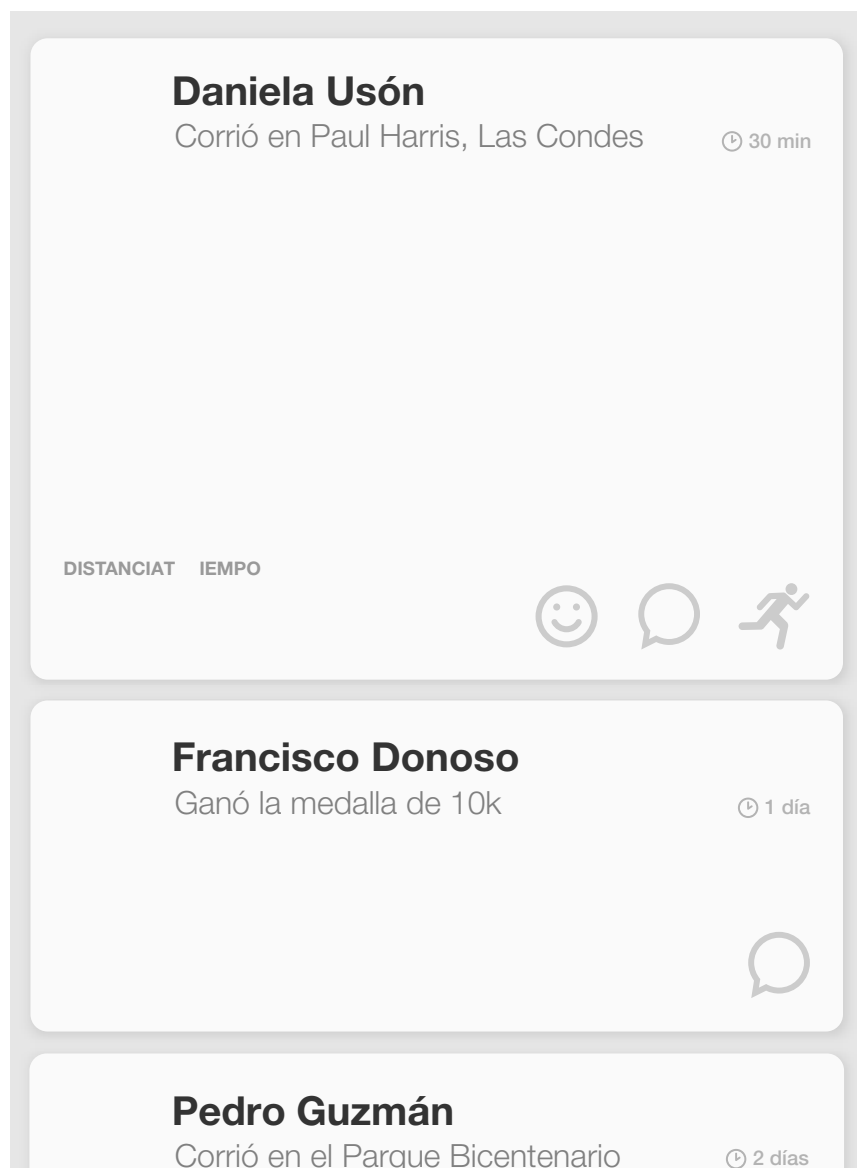 Daniela Usón
Corrió en Paul Harris, Las Condes
30 min
DISTANCIAT IEMPO
Francisco Donoso
Ganó la medalla de 10k
1 día
Pedro Guzmán
Corrió en el Parque Bicentenario
2 días